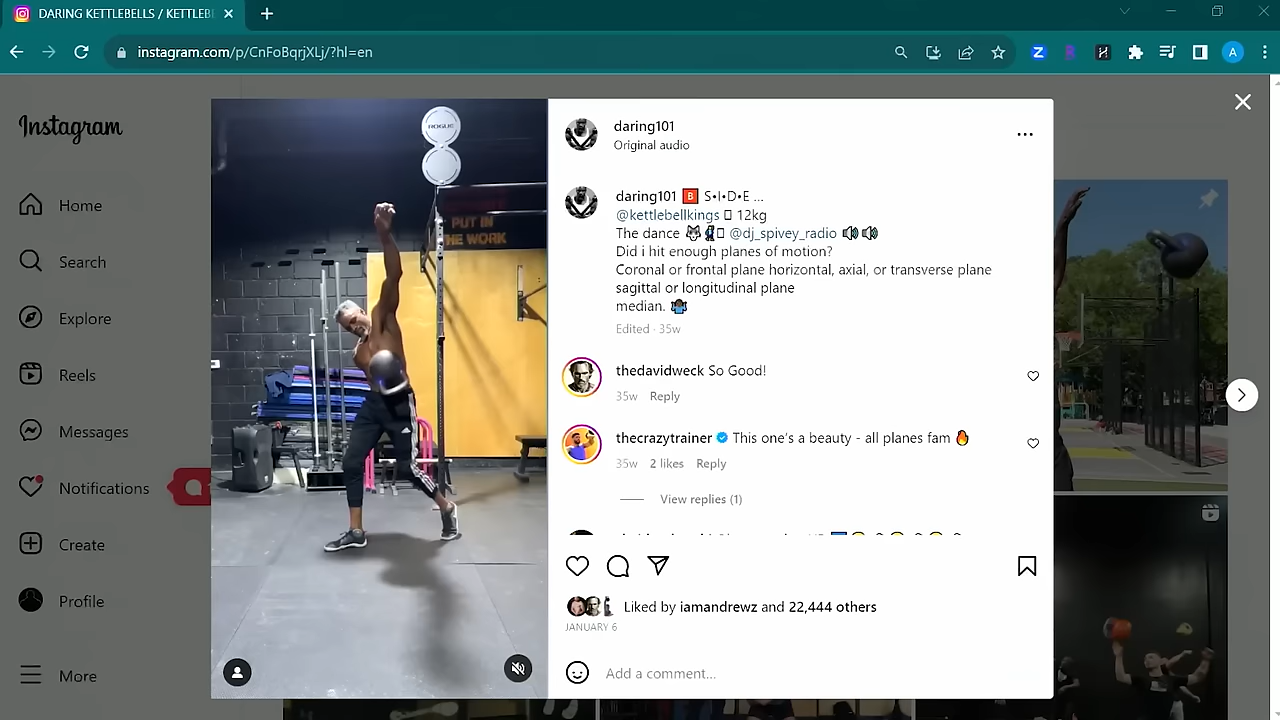 DARING KETTLEBELLS / KETTLEBE
instagram.com/p/CnFoBqrjXLj/?hl=en
A
Instagram
Home
Search
Explore
Reels
Messages
Notifications
Create
Profile
More
ROGUE
PUT IN
THE WORK
daring101
Original audio
daring101 🅱 S•I•D•E ...
@kettlebellkings 12kg
The dance @dj_spivey_radio 🔊🔊
Did i hit enough planes of motion?
Coronal or frontal plane horizontal, axial, or transverse plane
sagittal or longitudinal plane
median.
Edited · 35w
thedavidweck So Good!
35w Reply
thecrazytrainer This one's a beauty - all planes fam 🔥
35w 2 likes Reply
View replies (1)
Liked by iamandrewz and 22,444 others
JANUARY 6
Add a comment...